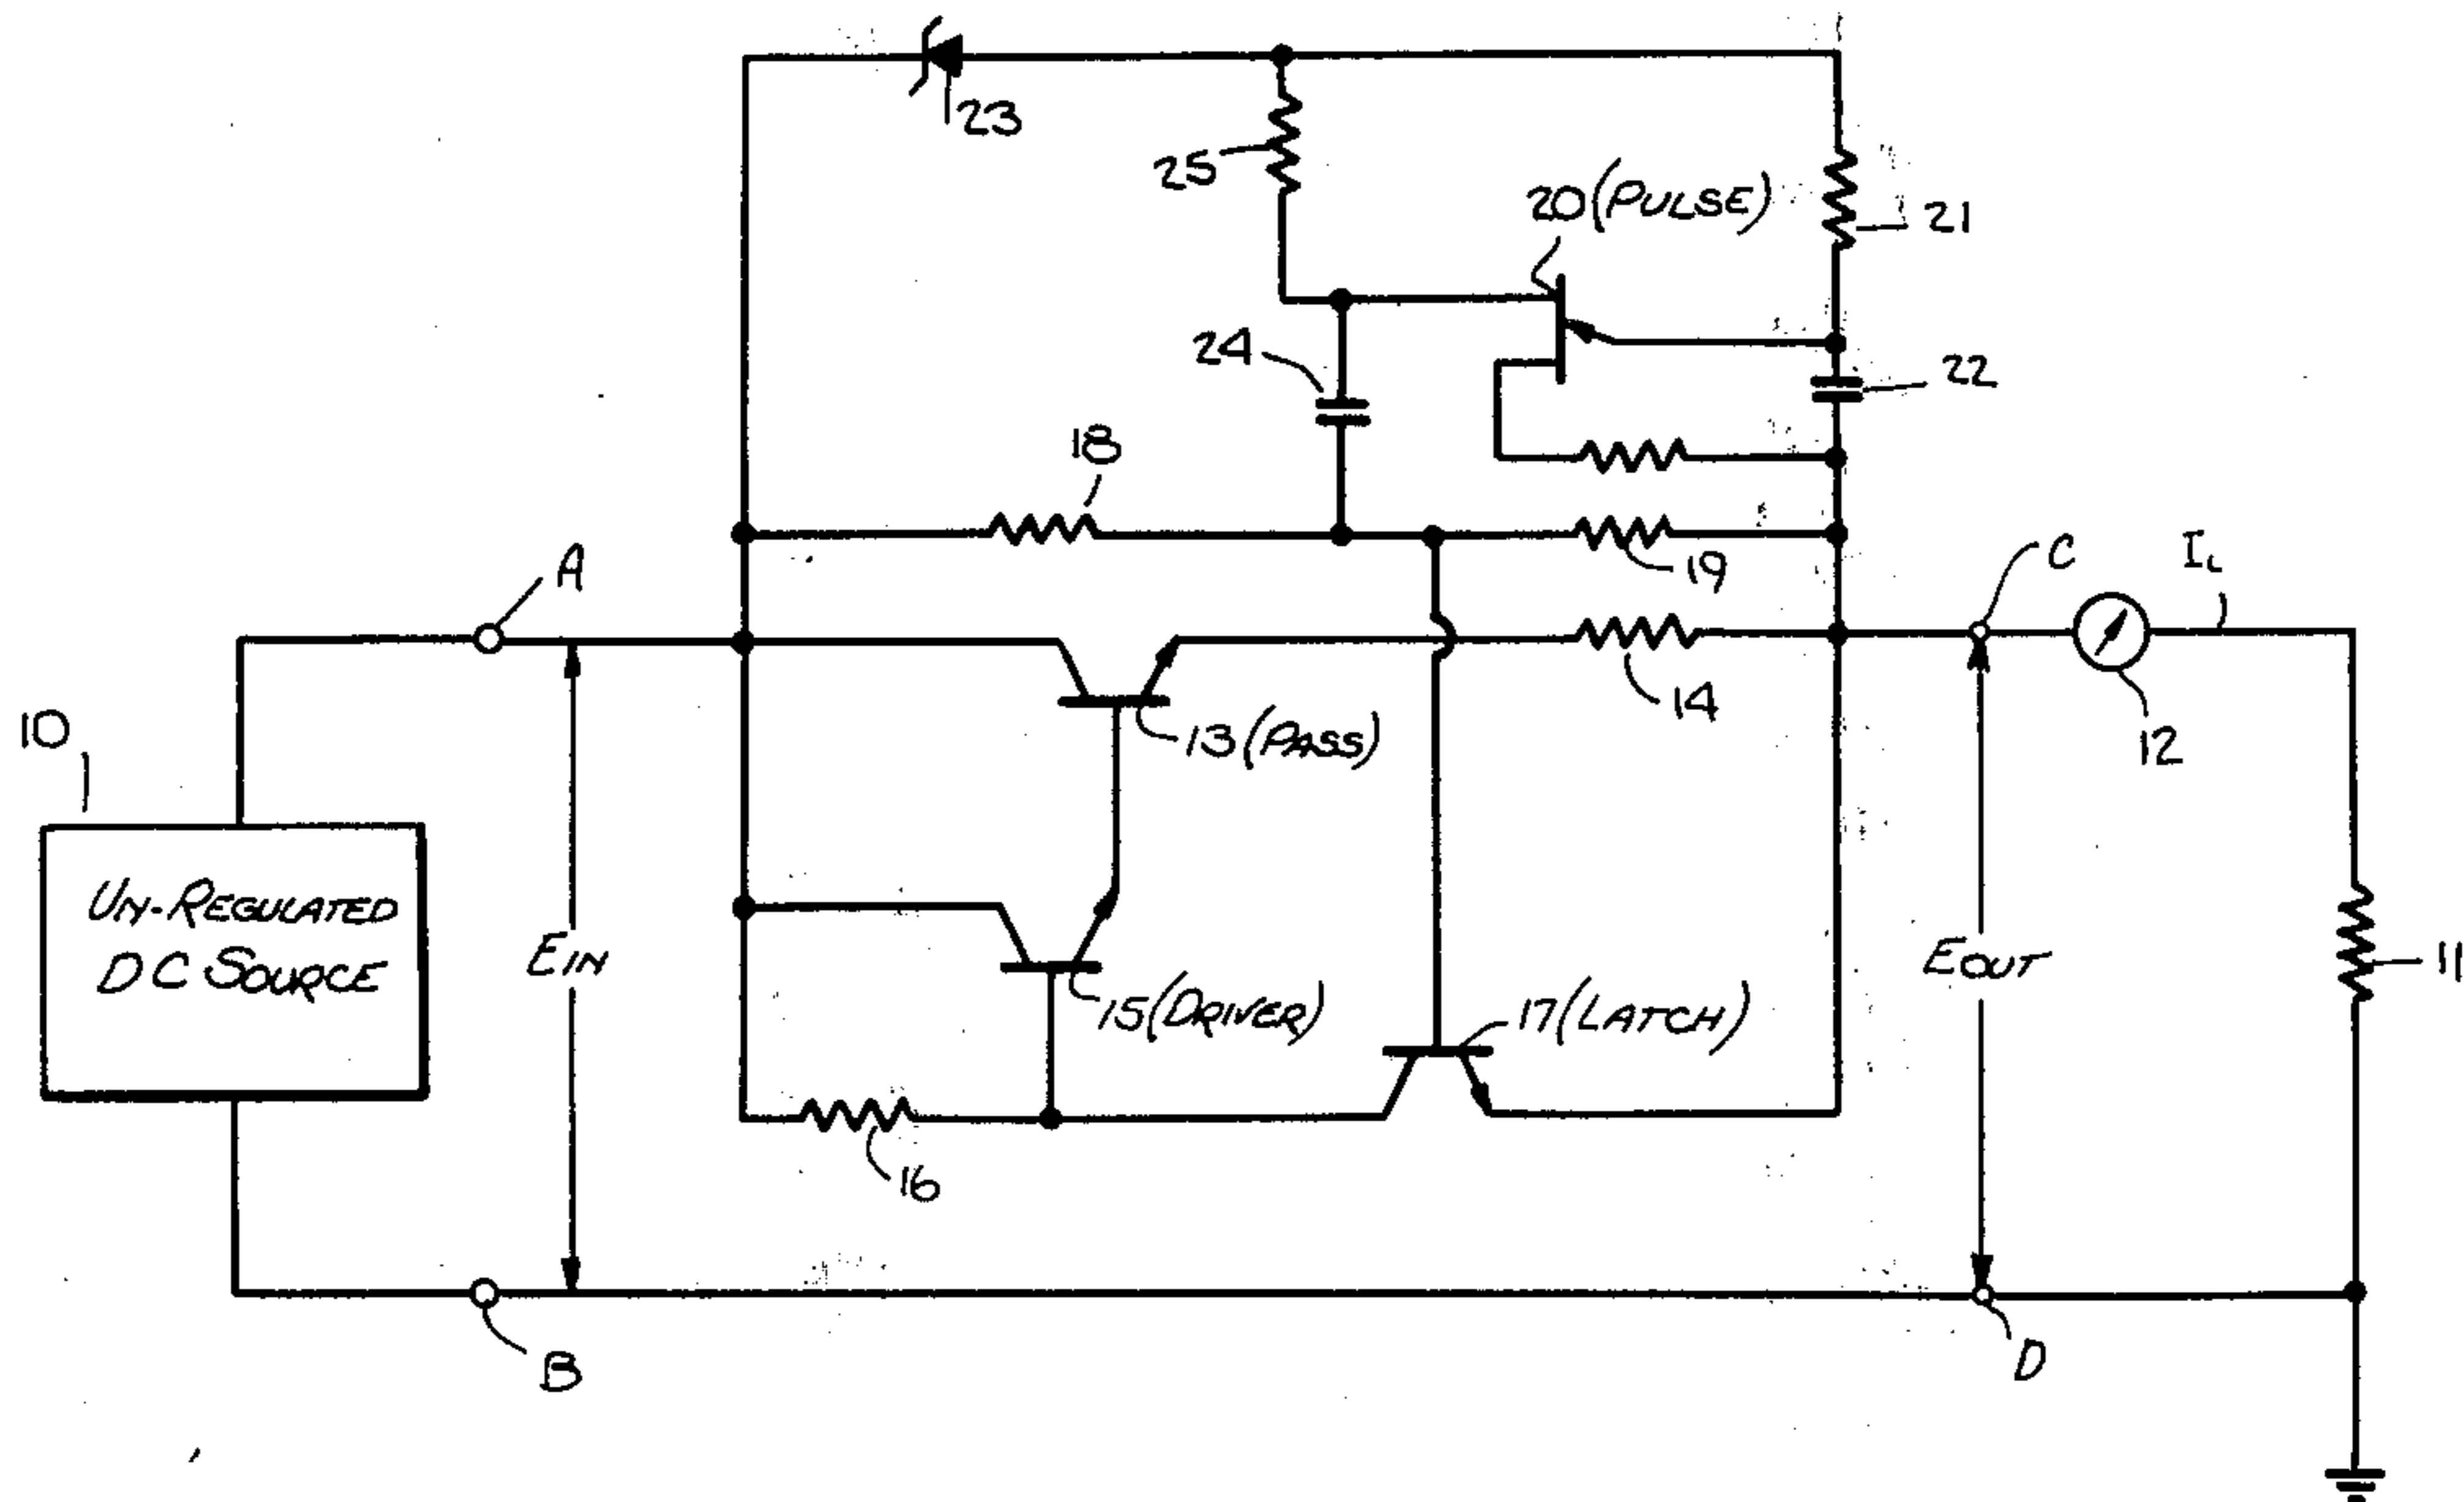 23
25
20 (PULSE)
21
24
22
18
19
A
C
IL
14
12
13 (PASS)
10
UN-REGULATED
DC SOURCE
EIN
EOUT
11
15 (DRIVER)
17 (LATCH)
16
B
D